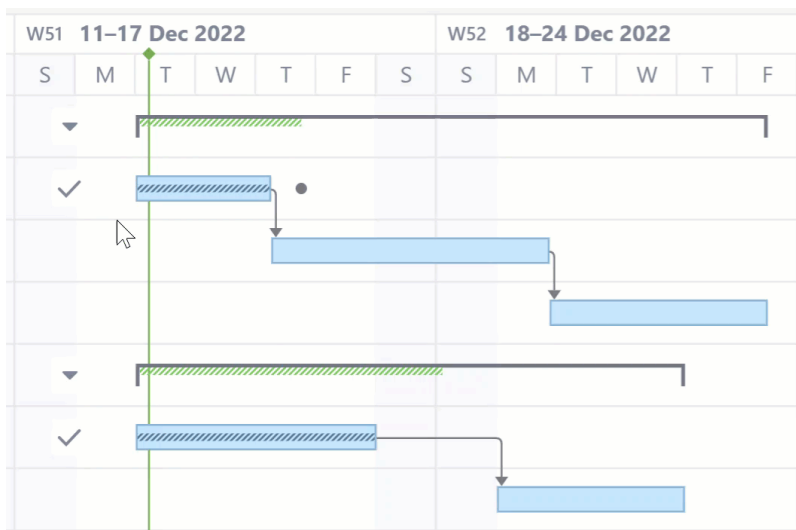 W51 11–17 Dec 2022 W52 18–24 Dec 2022
S M T W T F S S M T W T F